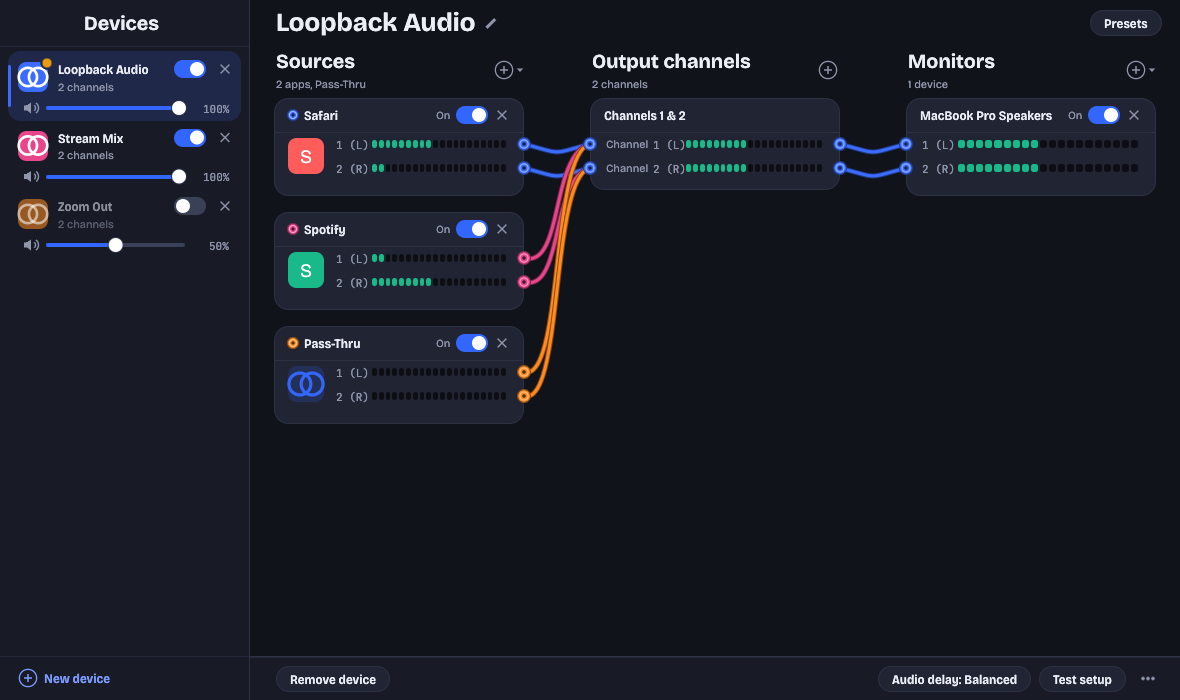 Devices
Loopback Audio
2 channels
100%
Stream Mix
2 channels
100%
Zoom Out
2 channels
50%
New device
Loopback Audio
Presets
Sources
2 apps, Pass-Thru
Output channels
2 channels
Monitors
1 device
Safari
On
S
1 (L)
2 (R)
Spotify
On
S
1 (L)
2 (R)
Pass-Thru
On
1 (L)
2 (R)
Channels 1 & 2
Channel 1 (L)
Channel 2 (R)
MacBook Pro Speakers
On
1 (L)
2 (R)
Remove device
Audio delay: Balanced
Test setup